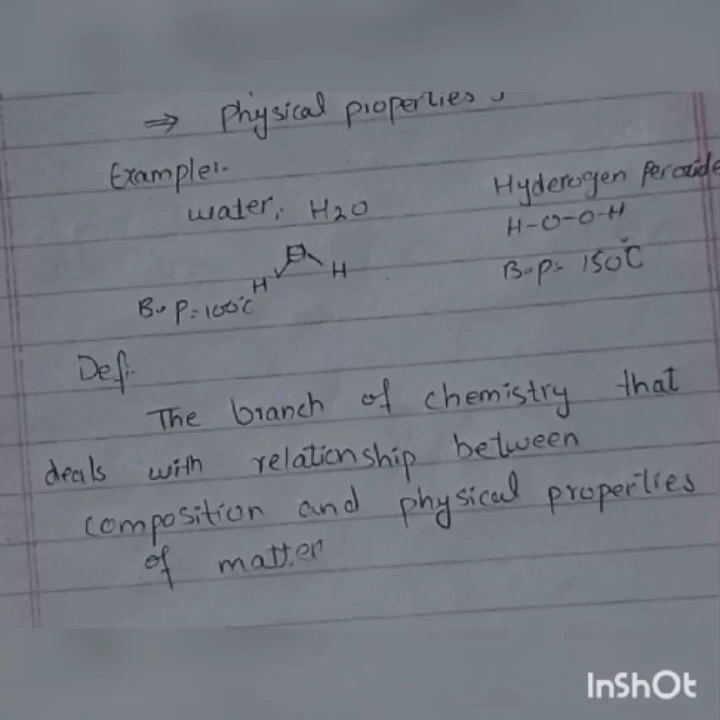 ⇒ Physical properties
Example:-
Hyderogen Peroxide
water: H2O
H-O-O-H
O
H H
B.P= 150°C
B.P=100°C
Def:-
The branch of chemistry that
deals with relationship between
composition and physical properties
of matter
InShOt